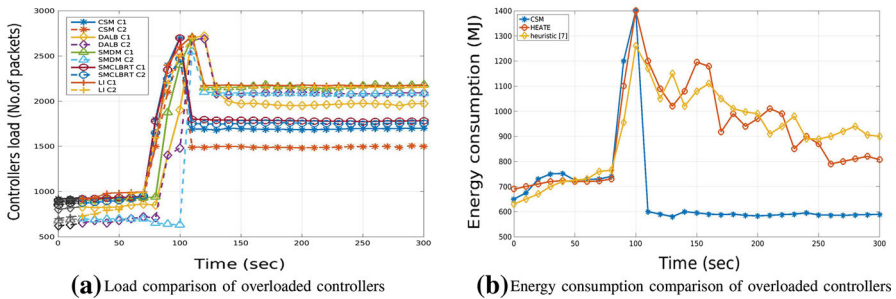 3000
2500
2000
1500
1000
500
0
50
100
150
200
250
300
Controllers load (No.of packets)
Time (sec)
CSM C1
CSM C2
DALB C1
DALB C2
SMDM C1
SMDM C2
SMCLBRT C1
SMCLBRT C2
LI C1
LI C2
(a) Load comparison of overloaded controllers
1400
1300
1200
1100
1000
900
800
700
600
500
0
50
100
150
200
250
300
Energy consumption (MJ)
Time (sec)
CSM
HEATE
heuristic [7]
(b) Energy consumption comparison of overloaded controllers